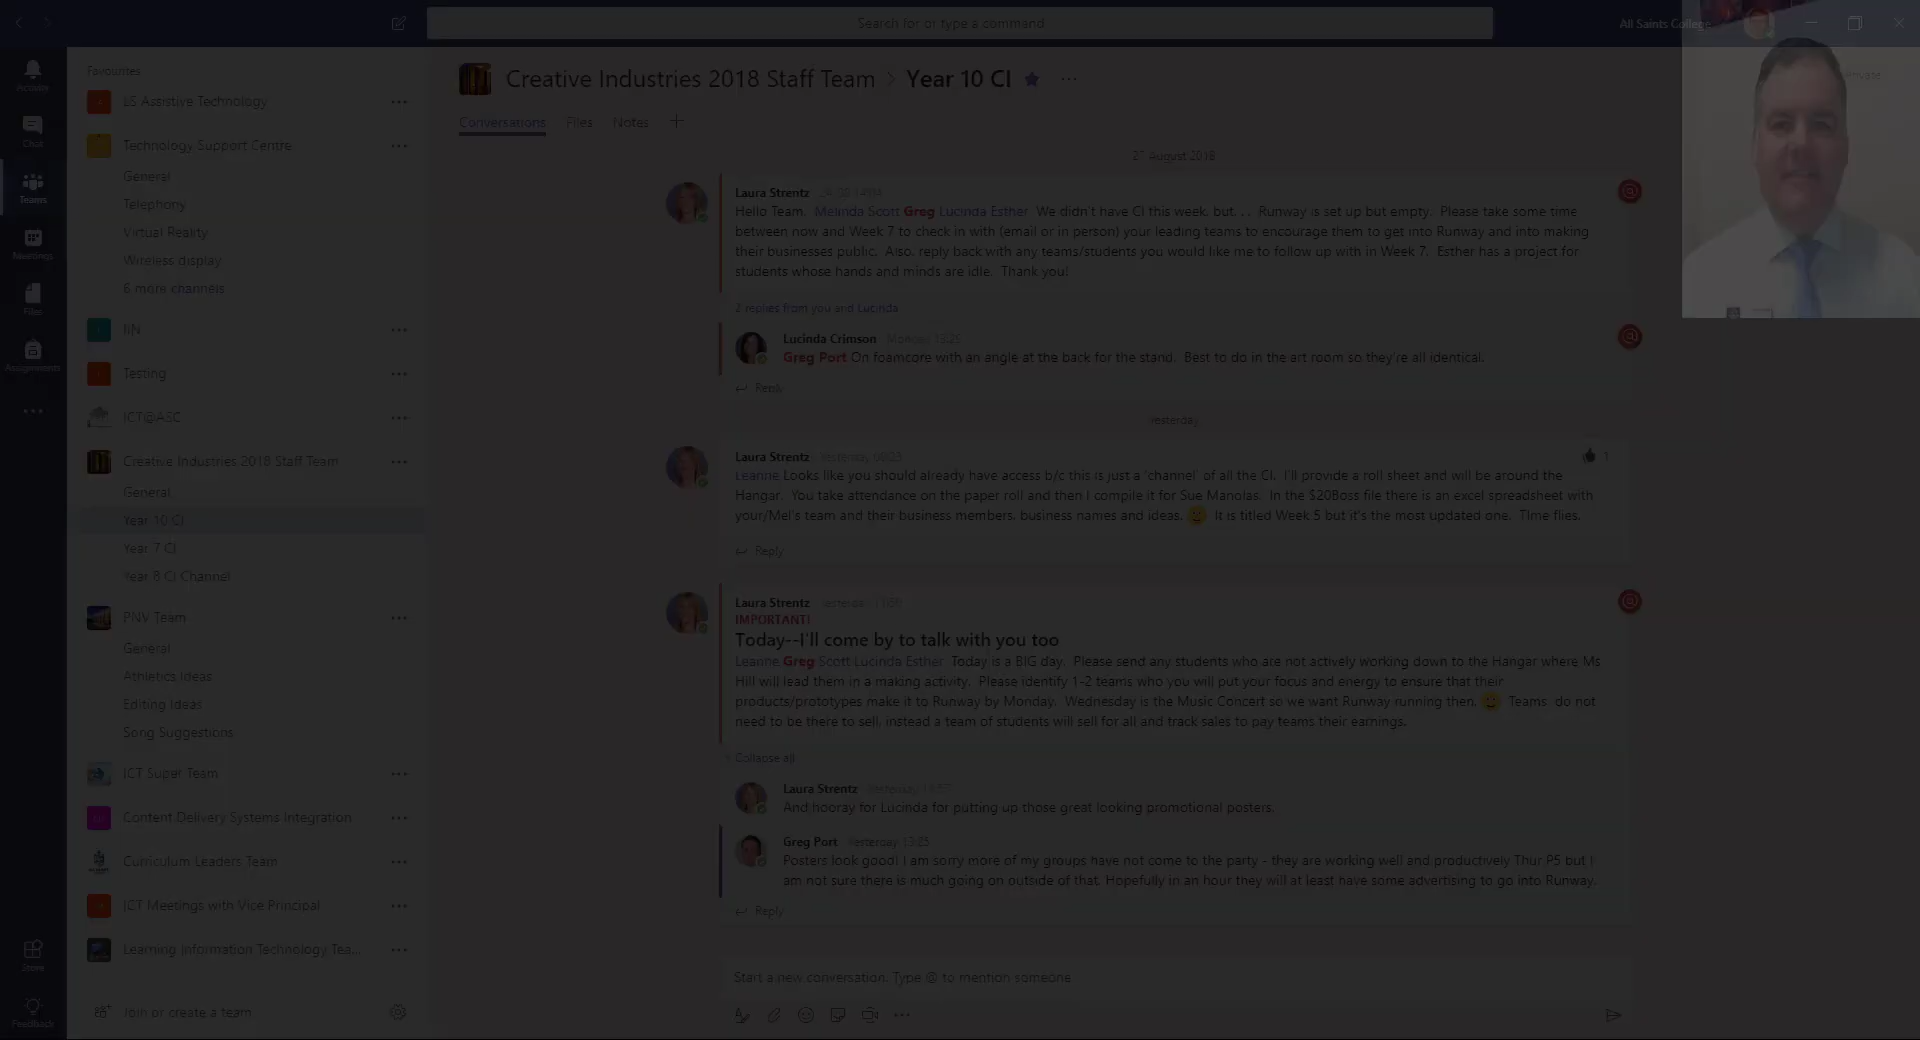 Search for or type a command
All Saints College
Activity
Chat
Teams
Meetings
Files
Assignments
Store
Feedback
Favourites
LS Assistive Technology
Technology Support Centre
General
Telephony
Virtual Reality
Wireless display
6 more channels
IIN
Testing
ICT@ASC
Creative Industries 2018 Staff Team
General
Year 10 CI
Year 7 CI
Year 8 CI Channel
PNV Team
General
Athletics Ideas
Editing Ideas
Song Suggestions
ICT Super Team
Content Delivery Systems Integration
Curriculum Leaders Team
ICT Meetings with Vice Principal
Learning Information Technology Tea...
Join or create a team
Creative Industries 2018 Staff Team > Year 10 CI
Private
Conversations Files Notes
August 2018
Laura Strentz
Hello Team. Melinda Scott Greg Lucinda Esther We didn't have CI this week, but. . . Runway is set up but empty. Please take some time
between now and Week 7 to check in with (email or in person) your leading teams to encourage them to get into Runway and into making
their businesses public. Also, reply back with any teams/students you would like me to follow up with in Week 7. Esther has a project for
students whose hands and minds are idle. Thank you!
2 replies from you and Lucinda
Lucinda Crimson Monday 13:25
Greg Port On foamcore with an angle at the back for the stand. Best to do in the art room so they're all identical.
Reply
Yesterday
Laura Strentz Yesterday
1
Leanne Looks like you should already have access b/c this is just a 'channel' of all the CI. I'll provide a roll sheet and will be around the
Hangar. You take attendance on the paper roll and then I compile it for Sue Manolas. In the $20Boss file there is an excel spreadsheet with
your/Mel's team and their business members, business names and ideas. It is titled Week 5 but it's the most updated one. Time flies.
Reply
Laura Strentz Yesterday
IMPORTANT!
Today--I'll come by to talk with you too
Leanne Greg Scott Lucinda Esther Today is a BIG day. Please send any students who are not actively working down to the Hangar where Ms
Hill will lead them in a making activity. Please identify 1-2 teams who you will put your focus and energy to ensure that their
products/prototypes make it to Runway by Monday. Wednesday is the Music Concert so we want Runway running then. Teams do not
need to be there to sell, instead a team of students will sell for all and track sales to pay teams their earnings.
Collapse all
Laura Strentz Yesterday
And hooray for Lucinda for putting up those great looking promotional posters.
Greg Port Yesterday 13:25
Posters look good! I am sorry more of my groups have not come to the party - they are working well and productively Thur P5 but I
am not sure there is much going on outside of that. Hopefully in an hour they will at least have some advertising to go into Runway.
Reply
Start a new conversation. Type @ to mention someone